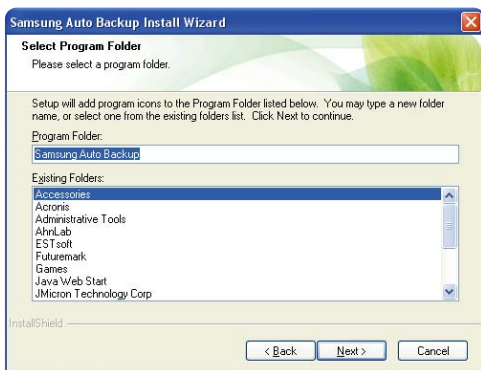 Samsung Auto Backup Install Wizard
Select Program Folder
Please select a program folder.
Setup will add program icons to the Program Folder listed below. You may type a new folder
name, or select one from the existing folders list. Click Next to continue.
Program Folder:
Samsung Auto Backup
Existing Folders:
Accessories
Acronis
Administrative Tools
AhnLab
ESTsoft
Futuremark
Games
Java Web Start
JMicron Technology Corp
InstallShield
< Back
Next >
Cancel